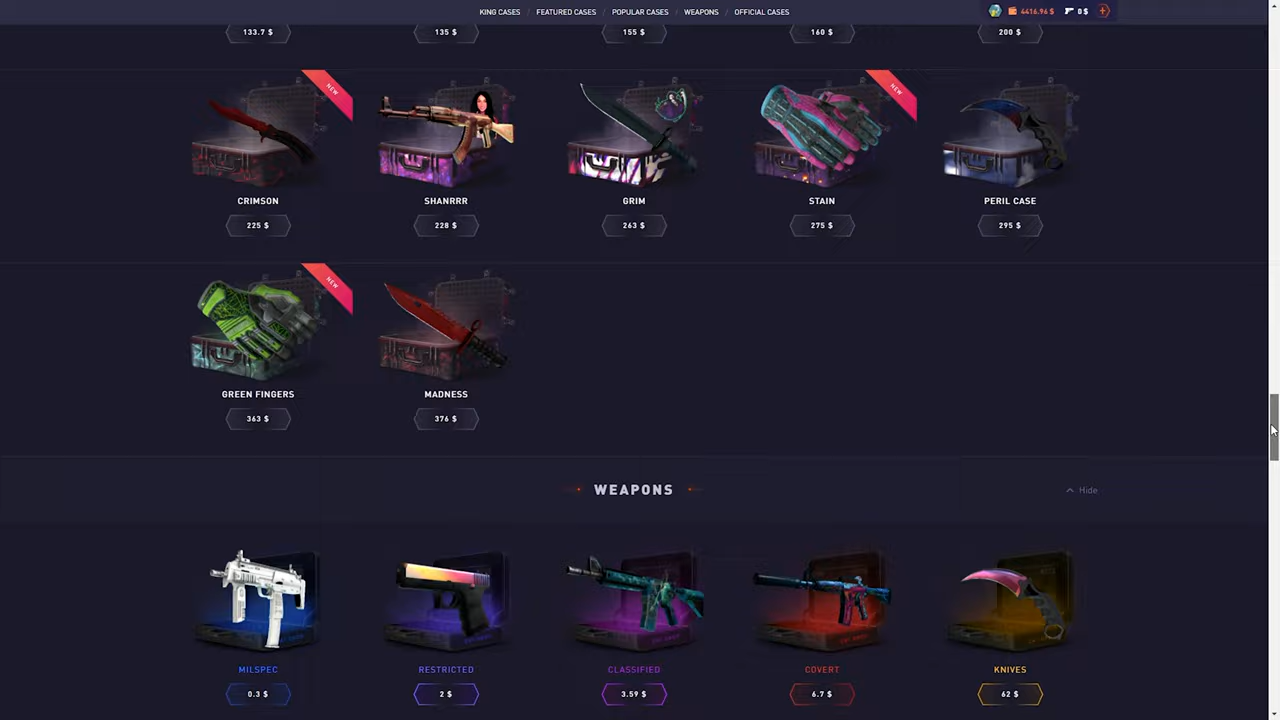 KING CASES / FEATURED CASES / POPULAR CASES / WEAPONS / OFFICIAL CASES
4416.96 $ 0 $
133.7 $ 135 $ 155 $ 160 $ 200 $
NEW NEW
CRIMSON SHANRRR GRIM STAIN PERIL CASE
225 $ 228 $ 263 $ 275 $ 295 $
NEW
GREEN FINGERS MADNESS
363 $ 376 $
WEAPONS
Hide
MILSPEC RESTRICTED CLASSIFIED COVERT KNIVES
0.3 $ 2 $ 3.59 $ 6.7 $ 62 $